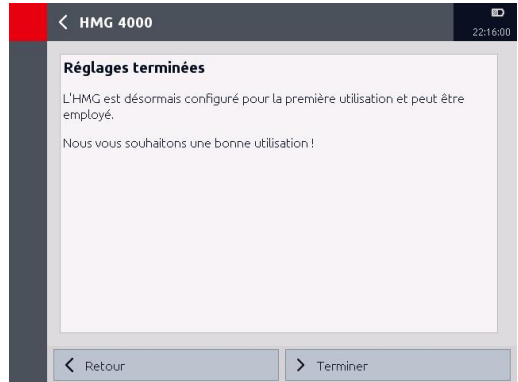 HMG 4000
22:16:00
Réglages terminées
L'HMG est désormais configuré pour la première utilisation et peut être
employé.
Nous vous souhaitons une bonne utilisation !
Retour
Terminer